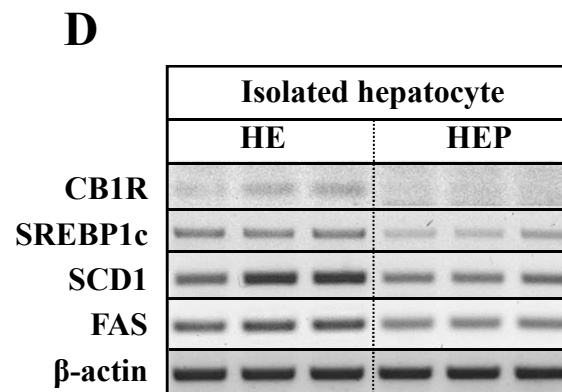 D
Isolated hepatocyte
HE HEP
CB1R
SREBP1c
SCD1
FAS
β-actin